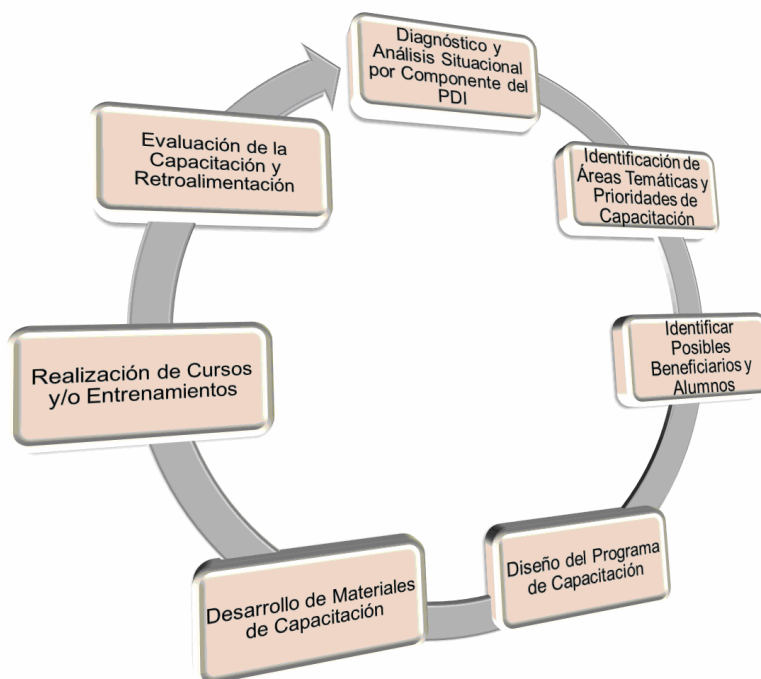 Diagnóstico y
Análisis Situacional
por Componente del
PDI
Identificación de
Áreas Temáticas y
Prioridades de
Capacitación
Identificar
Posibles
Beneficiarios y
Alumnos
Diseño del Programa
de Capacitación
Desarrollo de Materiales
de Capacitación
Realización de Cursos
y/o Entrenamientos
Evaluación de la
Capacitación y
Retroalimentación